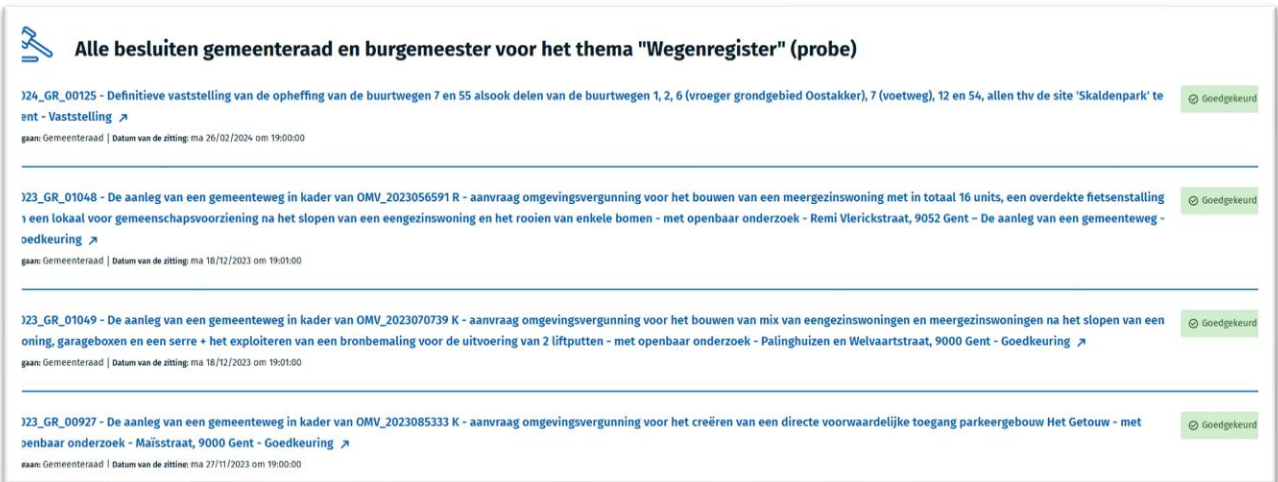 Alle besluiten gemeenteraad en burgemeester voor het thema "Wegenregister" (probe)
)24_GR_00125 - Definitieve vaststelling van de opheffing van de buurtwegen 7 en 55 alsook delen van de buurtwegen 1, 2, 6 (vroeger grondgebied Oostakker), 7 (voetweg), 12 en 54, allen thv de site 'Skaldenpark' te
ent - Vaststelling
Goedgekeurd
gaan: Gemeenteraad | Datum van de zitting: ma 26/02/2024 om 19:00:00
)23_GR_01048 - De aanleg van een gemeenteweg in kader van OMV_2023056591 R - aanvraag omgevingsvergunning voor het bouwen van een meergezinswoning met in totaal 16 units, een overdekte fietsenstalling
een lokaal voor gemeenschapsvoorziening na het slopen van een eengezinswoning en het rooien van enkele bomen - met openbaar onderzoek - Remi Vlerickstraat, 9052 Gent – De aanleg van een gemeenteweg -
oedkeuring
Goedgekeurd
gaan: Gemeenteraad | Datum van de zitting: ma 18/12/2023 om 19:01:00
)23_GR_01049 - De aanleg van een gemeenteweg in kader van OMV_2023070739 K - aanvraag omgevingsvergunning voor het bouwen van mix van eengezinswoningen en meergezinswoningen na het slopen van een
oning, garageboxen en een serre + het exploiteren van een bronbemaling voor de uitvoering van 2 liftputten - met openbaar onderzoek - Palinghuizen en Welvaartstraat, 9000 Gent - Goedkeuring
Goedgekeurd
gaan: Gemeenteraad | Datum van de zitting: ma 18/12/2023 om 19:01:00
)23_GR_00927 - De aanleg van een gemeenteweg in kader van OMV_2023085333 K - aanvraag omgevingsvergunning voor het creëren van een directe voorwaardelijke toegang parkeergebouw Het Getouw - met
penbaar onderzoek - Maïsstraat, 9000 Gent - Goedkeuring
Goedgekeurd
gaan: Gemeenteraad | Datum van de zitting: ma 27/11/2023 om 19:00:00